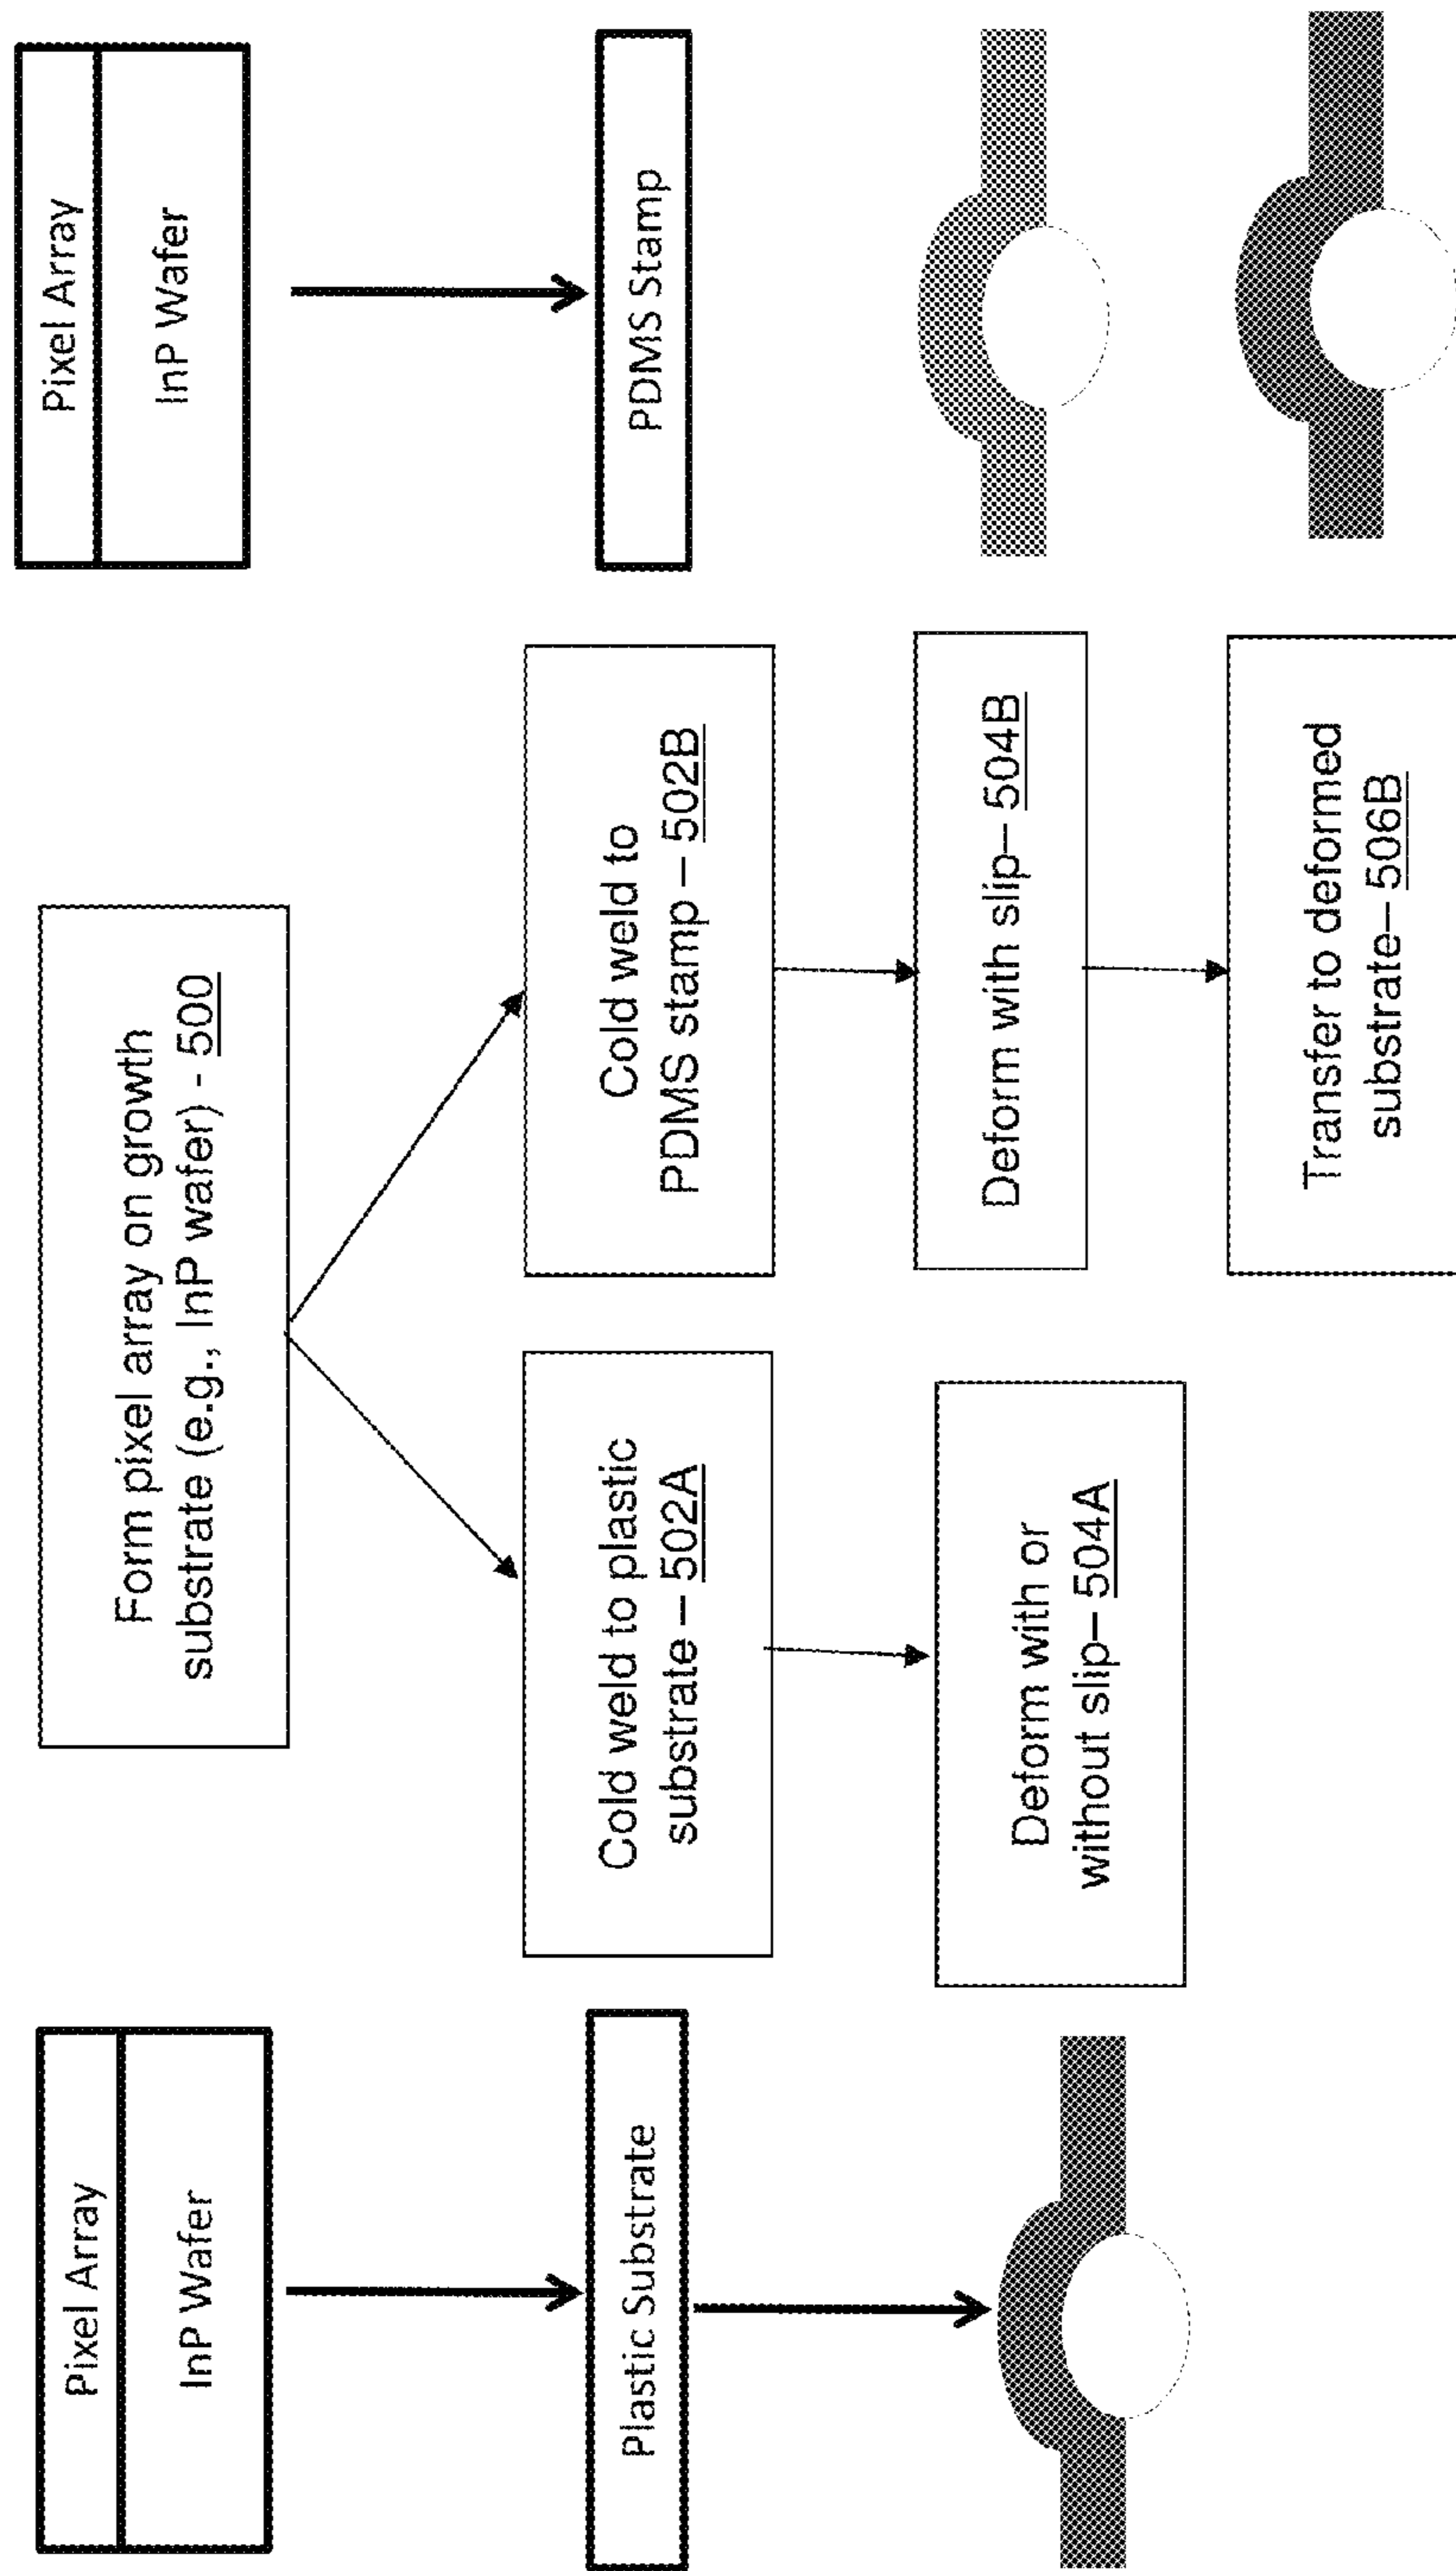 Pixel Array
InP Wafer
Plastic Substrate
Form pixel array on growth
substrate (e.g., InP wafer) - 500
Cold weld to plastic
substrate – 502A
Deform with or
without slip– 504A
Cold weld to
PDMS stamp – 502B
Deform with slip– 504B
Transfer to deformed
substrate– 506B
Pixel Array
InP Wafer
PDMS Stamp